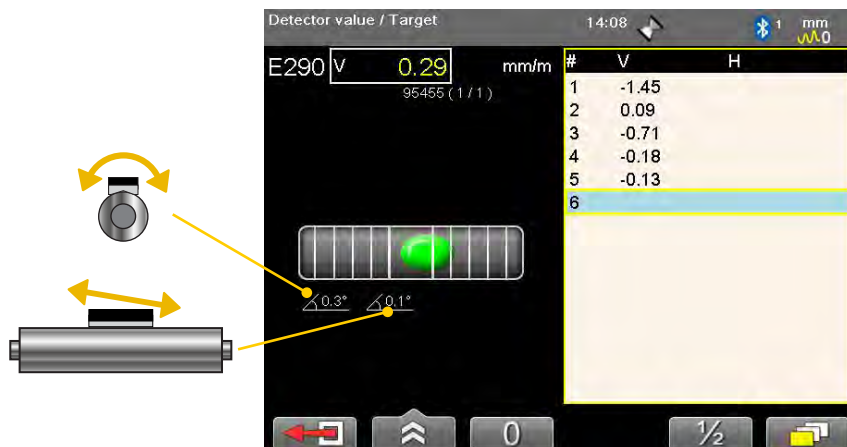 Detector value / Target 14:08 1 mm
0
E290 V 0.29 mm/m
95455 ( 1 / 1 )
# V H
1 -1.45
2 0.09
3 -0.71
4 -0.18
5 -0.13
6
0.3° 0.1°
0 ½